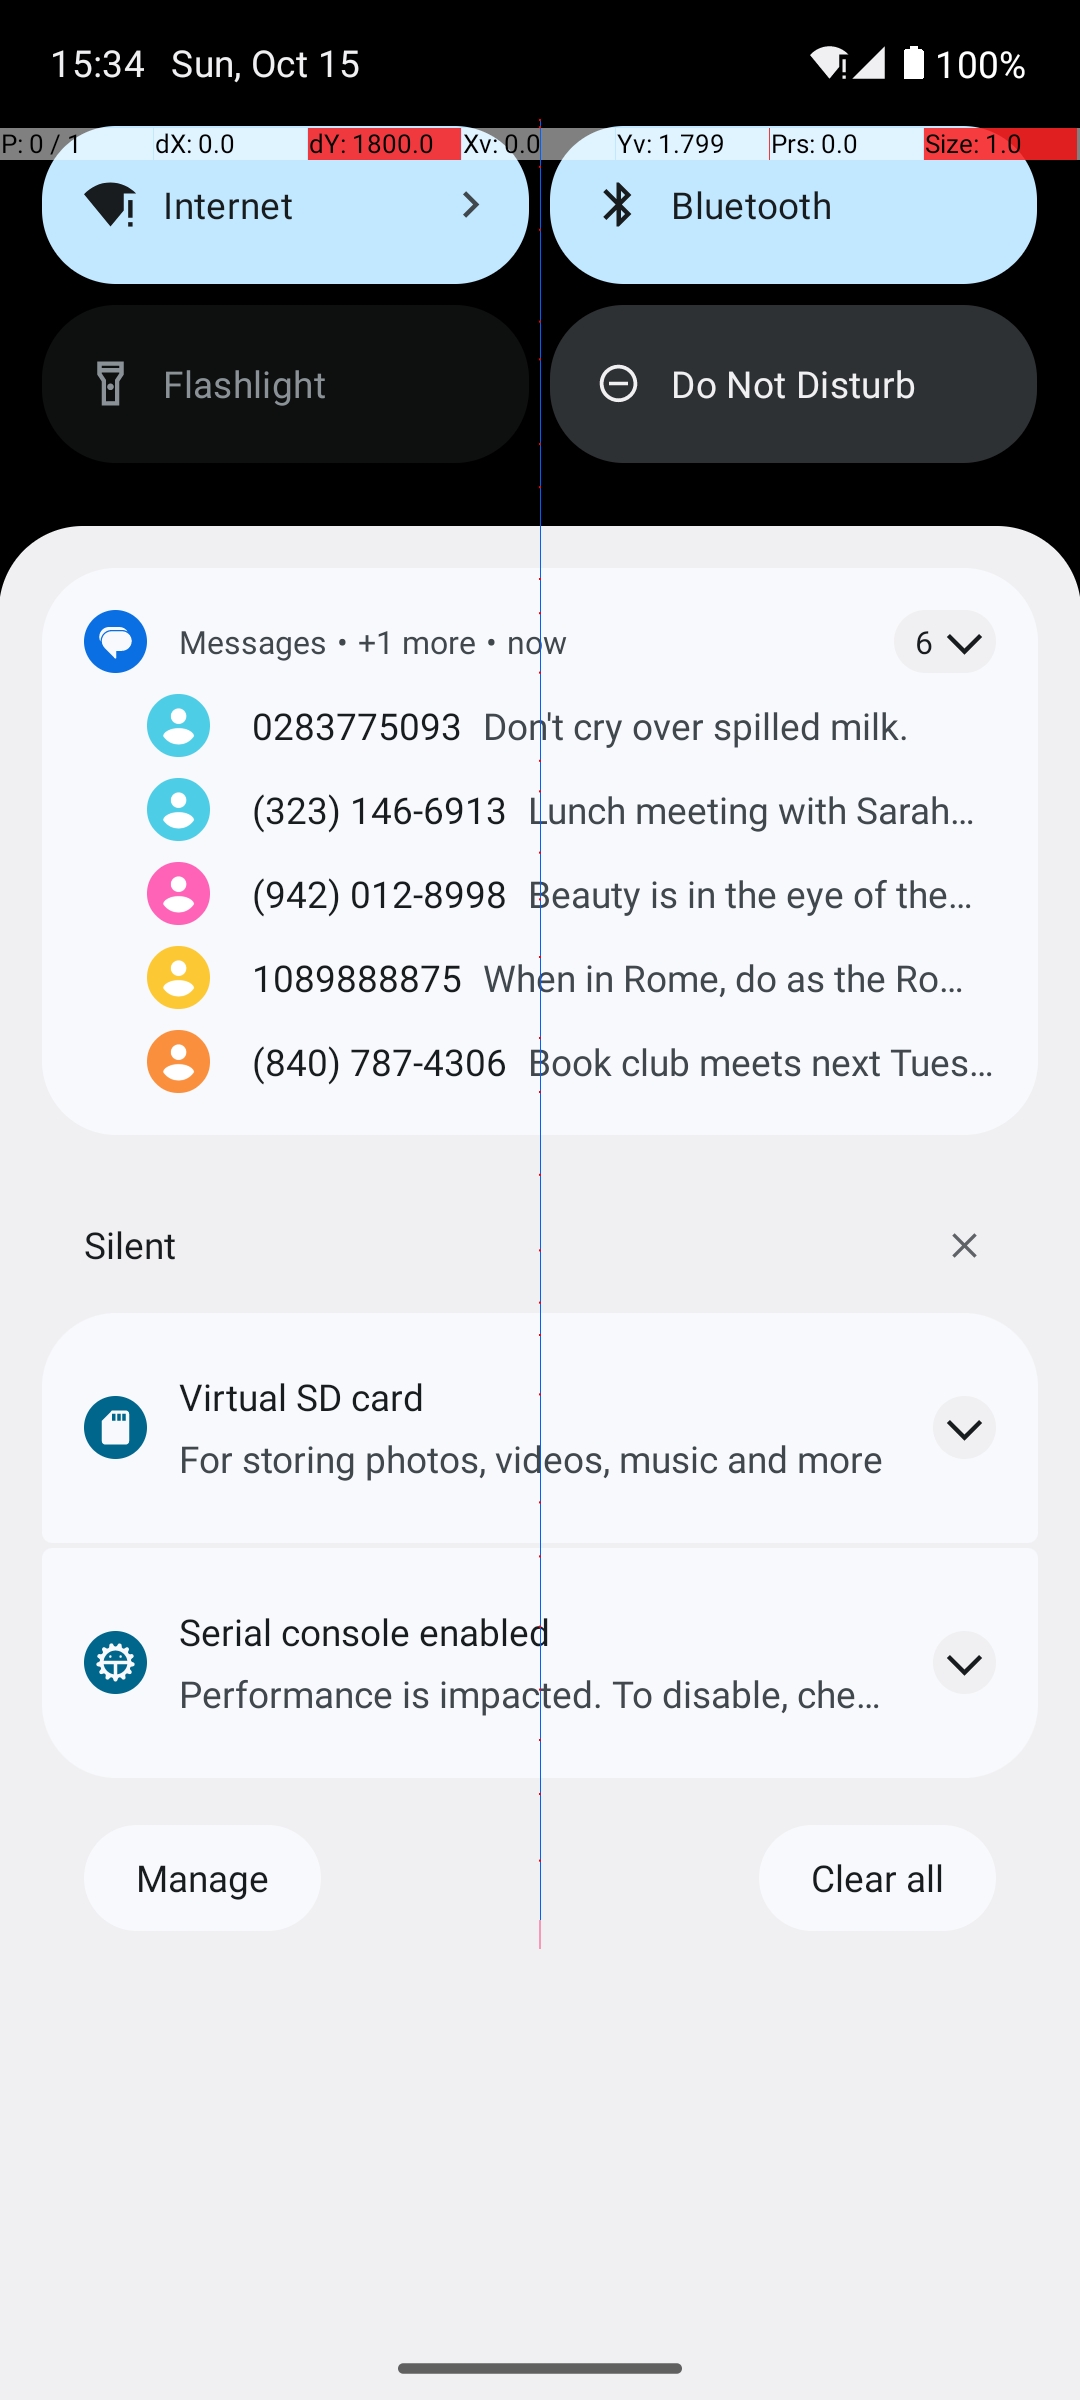 15:34 Sun, Oct 15 100%
P: 0 / 1 dX: 0.0 dY: 1800.0 Xv: 0.0 Yv: 1.799 Prs: 0.0 Size: 1.0
Internet Bluetooth
Flashlight Do Not Disturb
Messages • +1 more • now 6
0283775093 Don't cry over spilled milk.
(323) 146-6913 Lunch meeting with Sarah…
(942) 012-8998 Beauty is in the eye of the…
1089888875 When in Rome, do as the Ro…
(840) 787-4306 Book club meets next Tues…
Silent
Virtual SD card
For storing photos, videos, music and more
Serial console enabled
Performance is impacted. To disable, che…
Manage Clear all